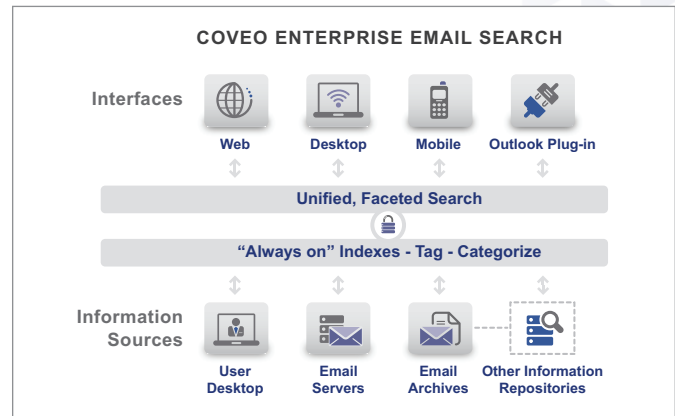 COVEO ENTERPRISE EMAIL SEARCH
Interfaces
Web
Desktop
Mobile
Outlook Plug-in
Unified, Faceted Search
“Always on” Indexes - Tag - Categorize
Information
Sources
User
Desktop
Email
Servers
Email
Archives
Other Information
Repositories